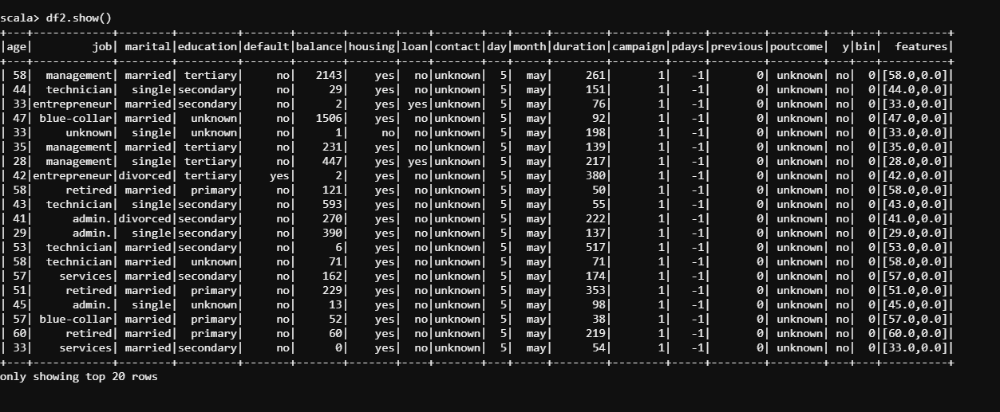 scala> df2.show()
+---+------------+--------+---------+-------+-------+-------+----+-------+---+-----+--------+--------+-----+--------+--------+---+---+----------+
|age|         job| marital|education|default|balance|housing|loan|contact|day|month|duration|campaign|pdays|previous|poutcome|  y|bin|  features|
+---+------------+--------+---------+-------+-------+-------+----+-------+---+-----+--------+--------+-----+--------+--------+---+---+----------+
| 58|  management| married| tertiary|     no|   2143|    yes|  no|unknown|  5|  may|     261|       1|   -1|       0| unknown| no|  0|[58.0,0.0]|
| 44|  technician|  single|secondary|     no|     29|    yes|  no|unknown|  5|  may|     151|       1|   -1|       0| unknown| no|  0|[44.0,0.0]|
| 33|entrepreneur| married|secondary|     no|      2|    yes| yes|unknown|  5|  may|      76|       1|   -1|       0| unknown| no|  0|[33.0,0.0]|
| 47| blue-collar| married|  unknown|     no|   1506|    yes|  no|unknown|  5|  may|      92|       1|   -1|       0| unknown| no|  0|[47.0,0.0]|
| 33|     unknown|  single|  unknown|     no|      1|     no|  no|unknown|  5|  may|     198|       1|   -1|       0| unknown| no|  0|[33.0,0.0]|
| 35|  management| married| tertiary|     no|    231|    yes|  no|unknown|  5|  may|     139|       1|   -1|       0| unknown| no|  0|[35.0,0.0]|
| 28|  management|  single| tertiary|     no|    447|    yes| yes|unknown|  5|  may|     217|       1|   -1|       0| unknown| no|  0|[28.0,0.0]|
| 42|entrepreneur|divorced| tertiary|    yes|      2|    yes|  no|unknown|  5|  may|     380|       1|   -1|       0| unknown| no|  0|[42.0,0.0]|
| 58|     retired| married|  primary|     no|    121|    yes|  no|unknown|  5|  may|      50|       1|   -1|       0| unknown| no|  0|[58.0,0.0]|
| 43|  technician|  single|secondary|     no|    593|    yes|  no|unknown|  5|  may|      55|       1|   -1|       0| unknown| no|  0|[43.0,0.0]|
| 41|      admin.|divorced|secondary|     no|    270|    yes|  no|unknown|  5|  may|     222|       1|   -1|       0| unknown| no|  0|[41.0,0.0]|
| 29|      admin.|  single|secondary|     no|    390|    yes|  no|unknown|  5|  may|     137|       1|   -1|       0| unknown| no|  0|[29.0,0.0]|
| 53|  technician| married|secondary|     no|      6|    yes|  no|unknown|  5|  may|     517|       1|   -1|       0| unknown| no|  0|[53.0,0.0]|
| 58|  technician| married|  unknown|     no|     71|    yes|  no|unknown|  5|  may|      71|       1|   -1|       0| unknown| no|  0|[58.0,0.0]|
| 57|    services| married|secondary|     no|    162|    yes|  no|unknown|  5|  may|     174|       1|   -1|       0| unknown| no|  0|[57.0,0.0]|
| 51|     retired| married|  primary|     no|    229|    yes|  no|unknown|  5|  may|     353|       1|   -1|       0| unknown| no|  0|[51.0,0.0]|
| 45|      admin.|  single|  unknown|     no|     13|    yes|  no|unknown|  5|  may|      98|       1|   -1|       0| unknown| no|  0|[45.0,0.0]|
| 57| blue-collar| married|  primary|     no|     52|    yes|  no|unknown|  5|  may|      38|       1|   -1|       0| unknown| no|  0|[57.0,0.0]|
| 60|     retired| married|  primary|     no|     60|    yes|  no|unknown|  5|  may|     219|       1|   -1|       0| unknown| no|  0|[60.0,0.0]|
| 33|    services| married|secondary|     no|      0|    yes|  no|unknown|  5|  may|      54|       1|   -1|       0| unknown| no|  0|[33.0,0.0]|
+---+------------+--------+---------+-------+-------+-------+----+-------+---+-----+--------+--------+-----+--------+--------+---+---+----------+
only showing top 20 rows